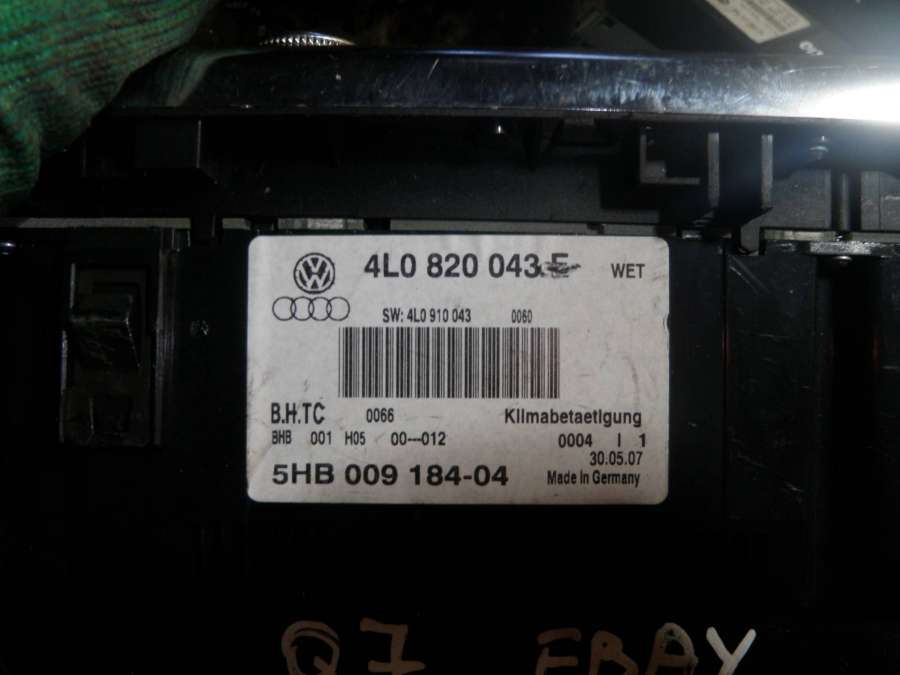 4L0 820 043 E WET
SW: 4L0 910 043 0060
B.H.TC 0066 Klimabetaetigung
BHB 001 H05 00---012 0004 I 1
30.05.07
5HB 009 184-04 Made in Germany
Q7 EBAY